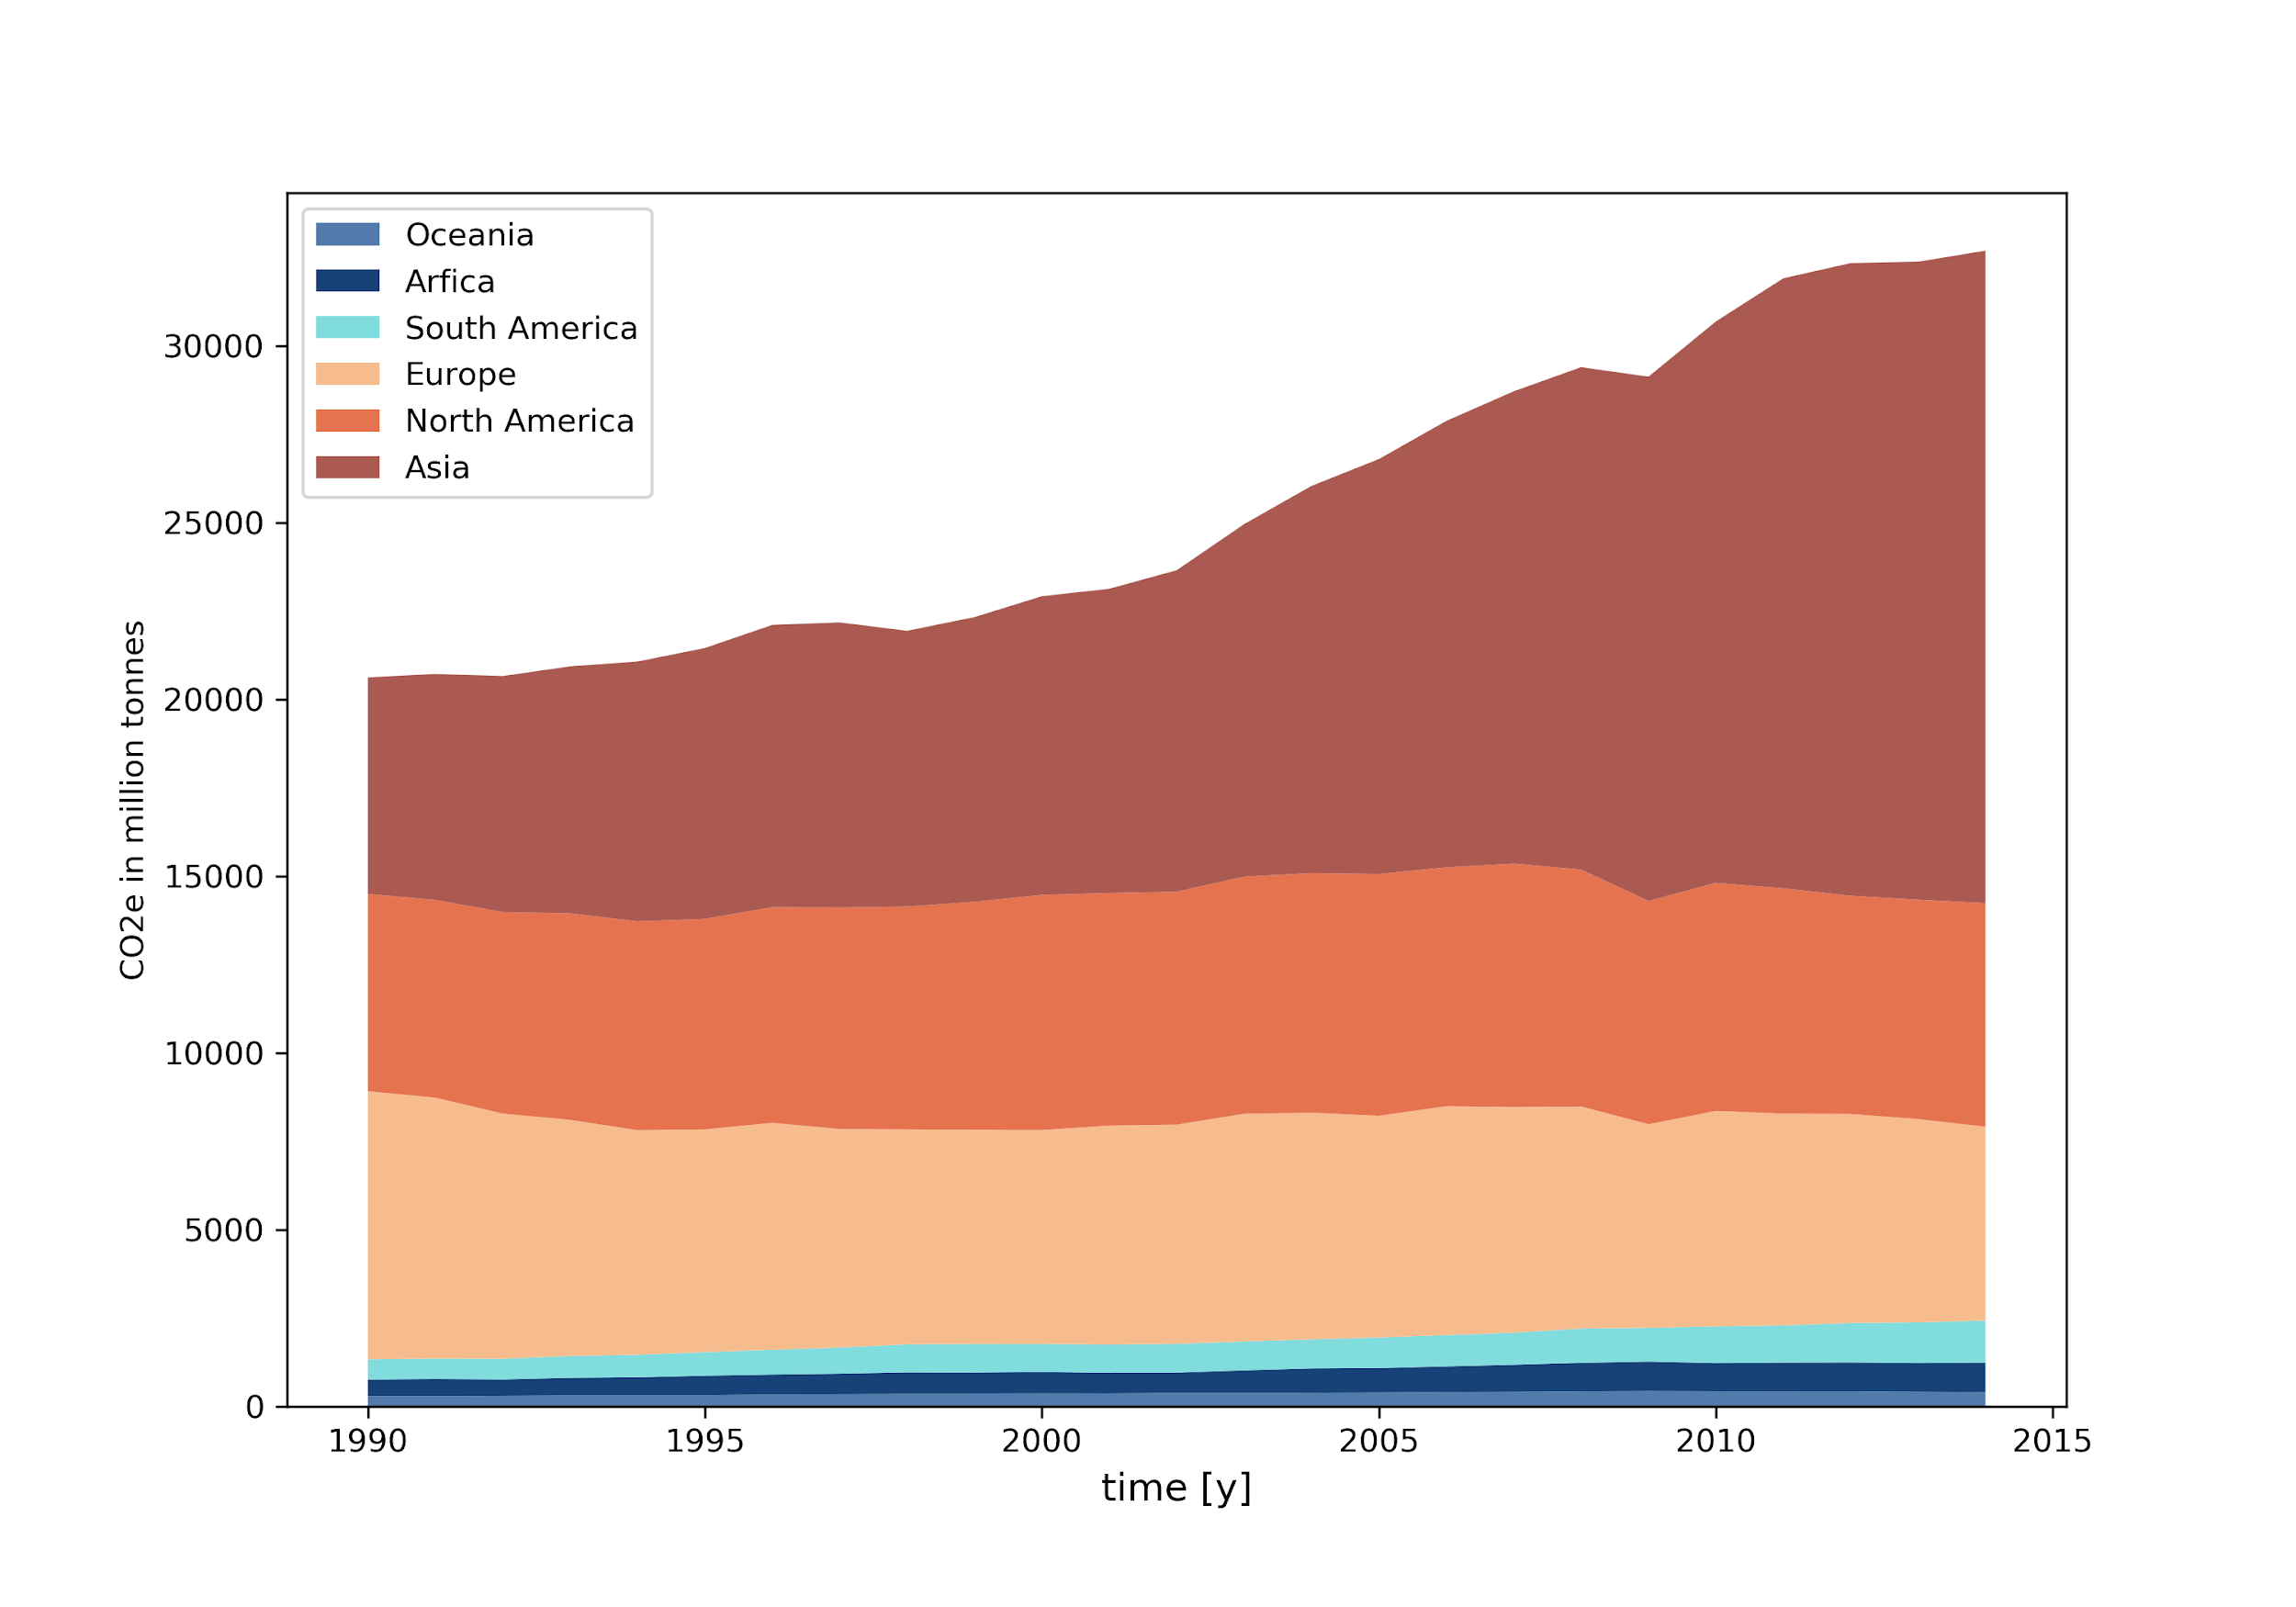 Oceania
Arfica
South America
Europe
North America
Asia
30000
25000
20000
15000
10000
5000
0
CO2e in million tonnes
1990 1995 2000 2005 2010 2015
time [y]